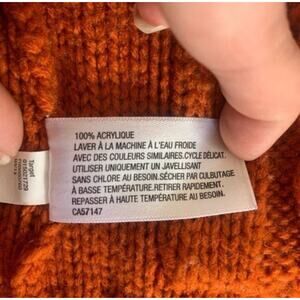 100% ACRYLIQUE
LAVER À LA MACHINE À L'EAU FROIDE
AVEC DES COULEURS SIMILAIRES.CYCLE DÉLICAT.
UTILISER UNIQUEMENT UN JAVELLISANT
SANS CHLORE AU BESOIN.SÉCHER PAR CULBUTAGE
À BASSE TEMPÉRATURE.RETIRER RAPIDEMENT.
REPASSER À HAUTE TEMPÉRATURE AU BESOIN.
CA57147
Target